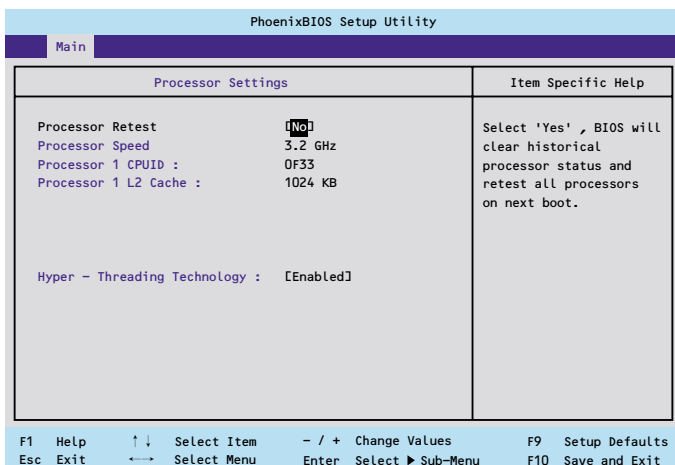 PhoenixBIOS Setup Utility
Main
Processor Settings
Item Specific Help
Processor Retest [No]
Processor Speed 3.2 GHz
Processor 1 CPUID : 0F33
Processor 1 L2 Cache : 1024 KB
Hyper – Threading Technology : [Enabled]
Select 'Yes' , BIOS will
clear historical
processor status and
retest all processors
on next boot.
F1 Help ↑↓ Select Item – / + Change Values F9 Setup Defaults
Esc Exit ←→ Select Menu Enter Select ▶ Sub-Menu F10 Save and Exit